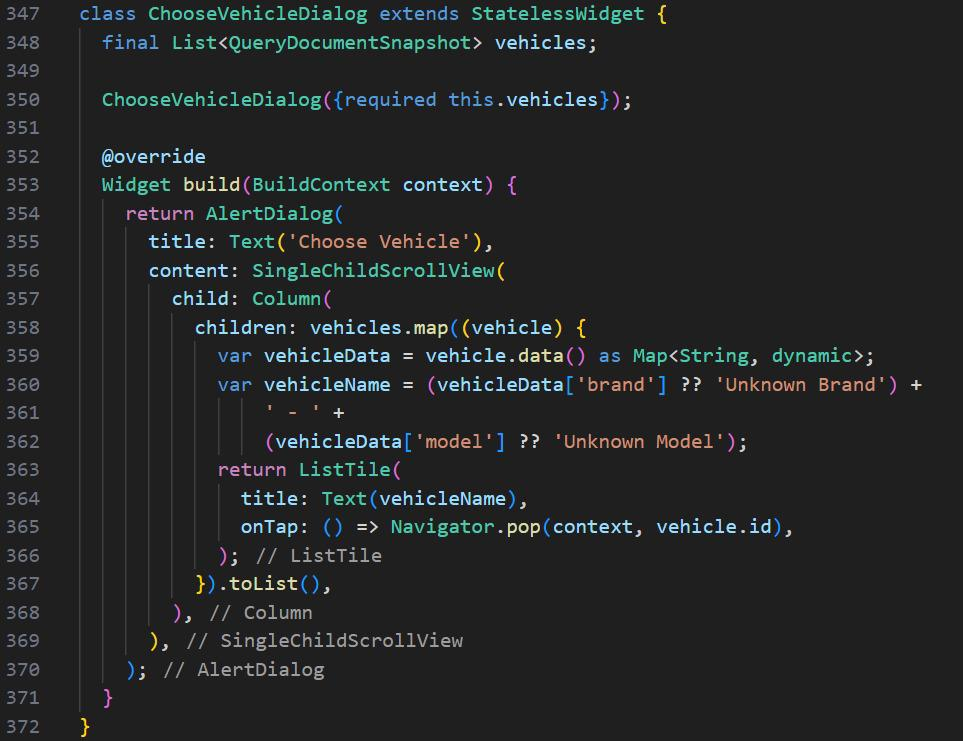 347 class ChooseVehicleDialog extends StatelessWidget {
348   final List<QueryDocumentSnapshot> vehicles;
349
350   ChooseVehicleDialog({required this.vehicles});
351
352   @override
353   Widget build(BuildContext context) {
354     return AlertDialog(
355       title: Text('Choose Vehicle'),
356       content: SingleChildScrollView(
357         child: Column(
358           children: vehicles.map((vehicle) {
359             var vehicleData = vehicle.data() as Map<String, dynamic>;
360             var vehicleName = (vehicleData['brand'] ?? 'Unknown Brand') +
361                 ' - ' +
362                 (vehicleData['model'] ?? 'Unknown Model');
363             return ListTile(
364               title: Text(vehicleName),
365               onTap: () => Navigator.pop(context, vehicle.id),
366             ); // ListTile
367           }).toList(),
368         ), // Column
369       ), // SingleChildScrollView
370     ); // AlertDialog
371   }
372 }